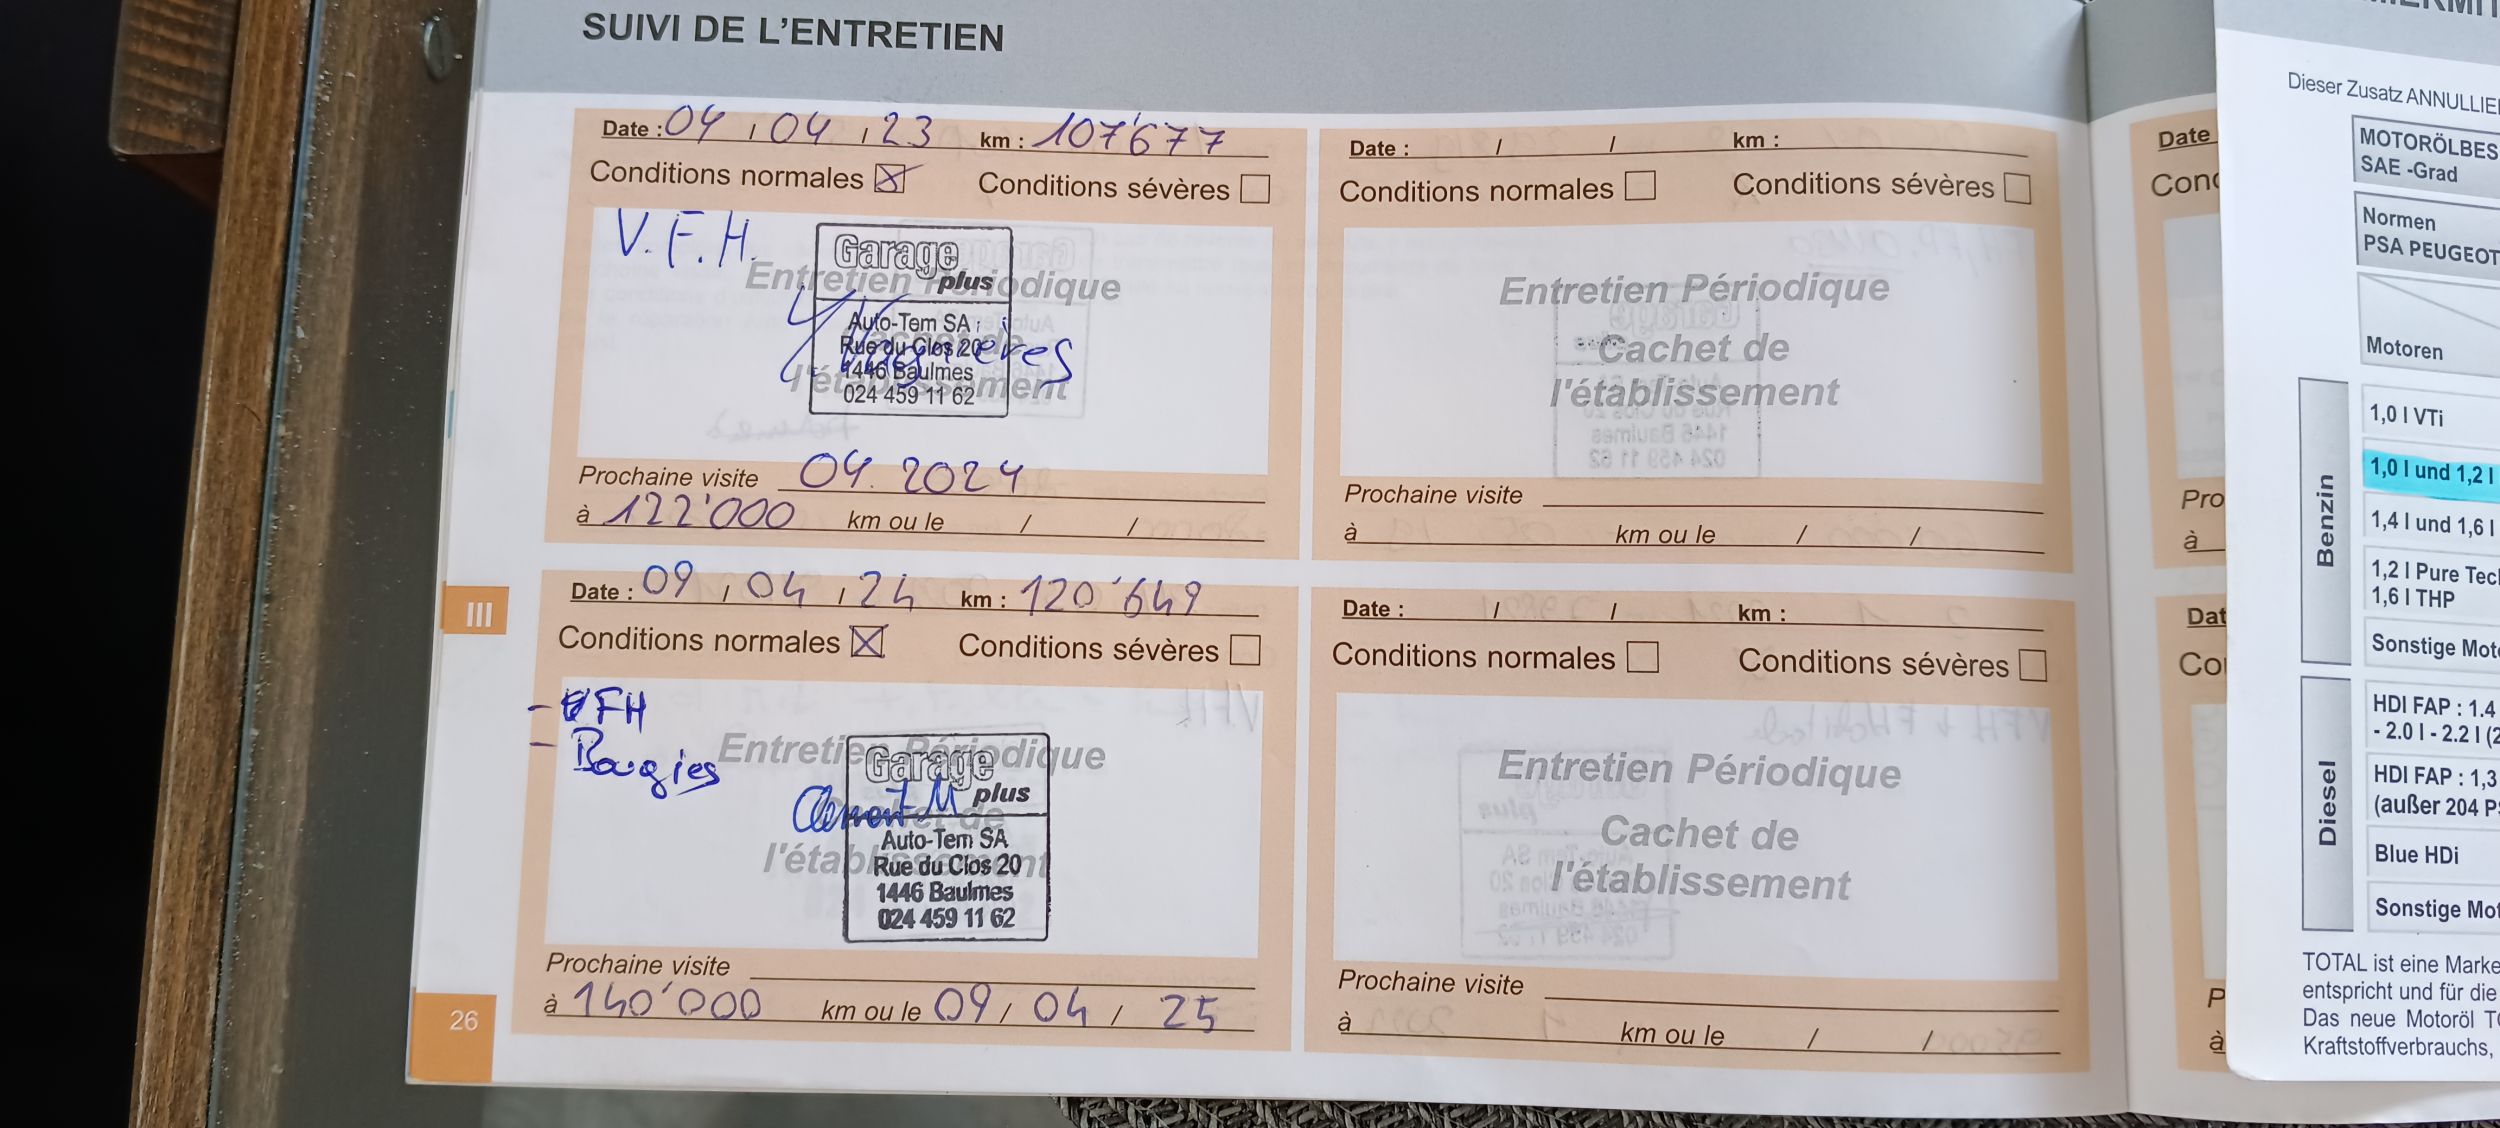 SUIVI DE L'ENTRETIEN
Date : 04 / 04 / 23 km : 107'677
Conditions normales Conditions sévères
V.F.H.
Entretien Périodique
Cachet de
l'établissement
Garage
plus
Auto-Tem SA
Rue du Clos 20
1446 Baulmes
024 459 11 62
Prochaine visite 04. 2024
à 122'000 km ou le / /
Date : 09 / 04 / 24 km : 120'649
Conditions normales Conditions sévères
- VFH
- Bougies
Entretien Périodique
Cachet de
l'établissement
Garage
plus
Auto-Tem SA
Rue du Clos 20
1446 Baulmes
024 459 11 62
Prochaine visite
à 140'000 km ou le 09 / 04 / 25
III
26
Date : / / km :
Conditions normales Conditions sévères
Entretien Périodique
Cachet de
l'établissement
Prochaine visite
à km ou le / /
Date : / / km :
Conditions normales Conditions sévères
Entretien Périodique
Cachet de
l'établissement
Prochaine visite
à km ou le / /
Date
Pro
à
Dat
Co
P
à
Dieser Zusatz
MOTORÖLBES
SAE -Grad
Normen
PSA PEUGEOT
Motoren
Benzin
1,0 l VTi
1,0 l und 1,2 l
1,4 l und 1,6 l
1,2 l Pure Tec
1,6 l THP
Sonstige Mot
Diesel
HDI FAP : 1.4
- 2.0 l - 2.2 l (2
HDI FAP : 1,3
(außer 204 P
Blue HDi
Sonstige Mot
TOTAL ist eine Marke
entspricht und für die
Das neue Motoröl
Kraftstoffverbrauchs,